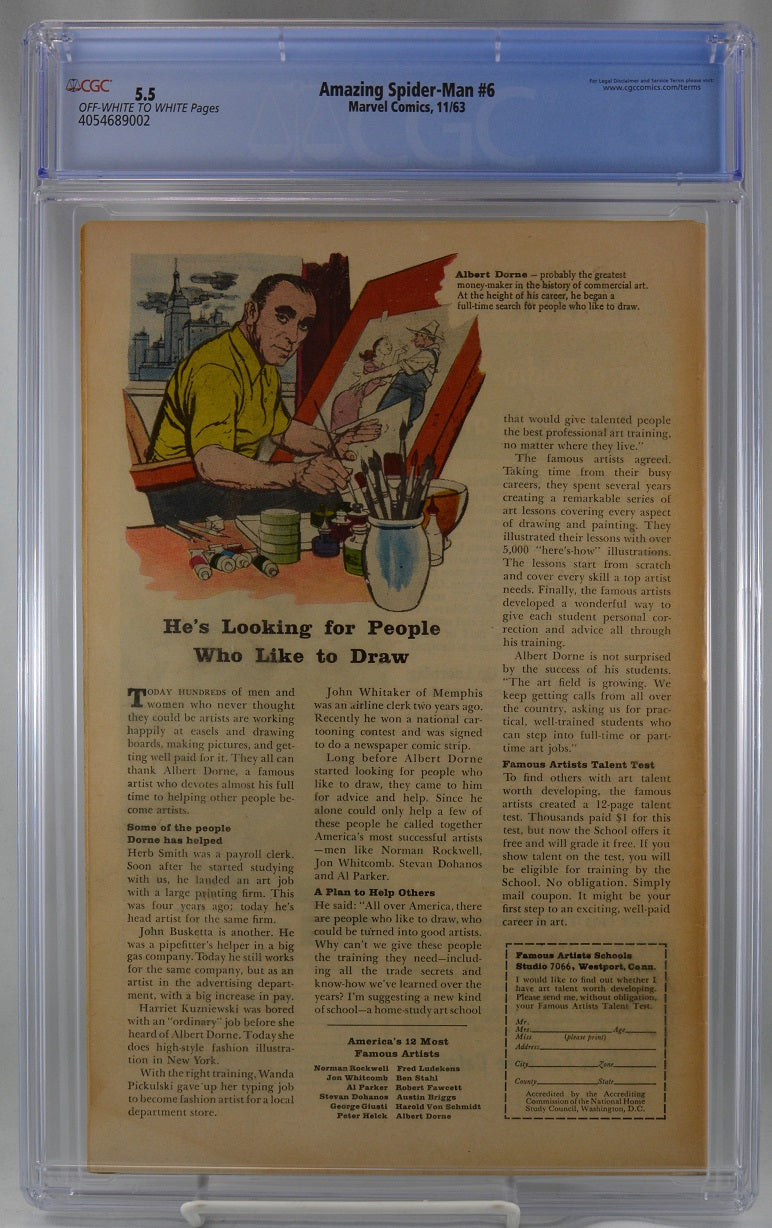 CGC
5.5
OFF-WHITE TO WHITE Pages
4054689002
Amazing Spider-Man #6
Marvel Comics, 11/63
For Legal Disclaimer and Service Terms please visit:
www.cgccomics.com/terms
CGC
Albert Dorne – probably the greatest
money-maker in the history of commercial art.
At the height of his career, he began a
full-time search for people who like to draw.
He's Looking for People
Who Like to Draw
TODAY HUNDREDS of men and
women who never thought
they could be artists are working
happily at easels and drawing
boards, making pictures, and get-
ting well paid for it. They all can
thank Albert Dorne, a famous
artist who devotes almost his full
time to helping other people be-
come artists.
Some of the people
Dorne has helped
Herb Smith was a payroll clerk.
Soon after he started studying
with us, he landed an art job
with a large printing firm. This
was four years ago: today he's
head artist for the same firm.
John Busketta is another. He
was a pipefitter's helper in a big
gas company. Today he still works
for the same company, but as an
artist in the advertising depart-
ment, with a big increase in pay.
Harriet Kuzniewski was bored
with an "ordinary" job before she
heard of Albert Dorne. Today she
does high-style fashion illustra-
tion in New York.
With the right training, Wanda
Pickulski gave up her typing job
to become fashion artist for a local
department store.
John Whitaker of Memphis
was an airline clerk two years ago.
Recently he won a national car-
tooning contest and was signed
to do a newspaper comic strip.
Long before Albert Dorne
started looking for people who
like to draw, they came to him
for advice and help. Since he
alone could only help a few of
these people he called together
America's most successful artists
—men like Norman Rockwell,
Jon Whitcomb. Stevan Dohanos
and Al Parker.
A Plan to Help Others
He said: "All over America, there
are people who like to draw, who
could be turned into good artists.
Why can't we give these people
the training they need—includ-
ing all the trade secrets and
know-how we've learned over the
years? I'm suggesting a new kind
of school—a home-study art school
America's 12 Most
Famous Artists
Norman Rockwell Fred Ludekens
Jon Whitcomb Ben Stahl
Al Parker Robert Fawcett
Stevan Dohanos Austin Briggs
George Giusti Harold Von Schmidt
Peter Helck Albert Dorne
that would give talented people
the best professional art training,
no matter where they live."
The famous artists agreed.
Taking time from their busy
careers, they spent several years
creating a remarkable series of
art lessons covering every aspect
of drawing and painting. They
illustrated their lessons with over
5,000 "here's-how" illustrations.
The lessons start from scratch
and cover every skill a top artist
needs. Finally, the famous artists
developed a wonderful way to
give each student personal cor-
rection and advice all through
his training.
Albert Dorne is not surprised
by the success of his students.
"The art field is growing. We
keep getting calls from all over
the country, asking us for prac-
tical, well-trained students who
can step into full-time or part-
time art jobs."
Famous Artists Talent Test
To find others with art talent
worth developing, the famous
artists created a 12-page talent
test. Thousands paid $1 for this
test, but now the School offers it
free and will grade it free. If you
show talent on the test, you will
be eligible for training by the
School. No obligation. Simply
mail coupon. It might be your
first step to an exciting, well-paid
career in art.
Famous Artists Schools
Studio 7066, Westport, Conn.
I would like to find out whether I
have art talent worth developing.
Please send me, without obligation,
your Famous Artists Talent Test.
Mr.
Mrs. Age
Miss (please print)
Address
City Zone
County State
Accredited by the Accrediting
Commission of the National Home
Study Council, Washington, D.C.